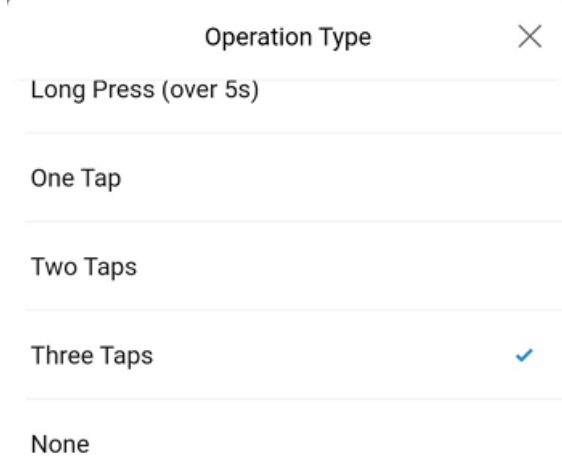 Operation Type
Long Press (over 5s)
One Tap
Two Taps
Three Taps
None